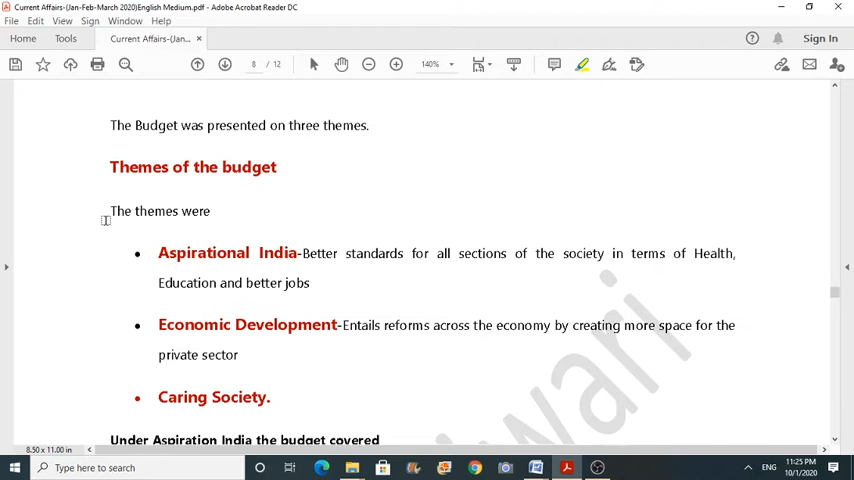 Current Affairs-(Jan-Feb-March 2020)English Medium.pdf - Adobe Acrobat Reader DC
File Edit View Sign Window Help
Home Tools Current Affairs-(Jan... × Sign In
8 / 12 140%
The Budget was presented on three themes.
Themes of the budget
The themes were
• Aspirational India-Better standards for all sections of the society in terms of Health,
Education and better jobs
• Economic Development-Entails reforms across the economy by creating more space for the
private sector
• Caring Society.
Under Aspiration India the budget covered
8.50 x 11.00 in
Type here to search
ENG
11:25 PM
10/1/2020